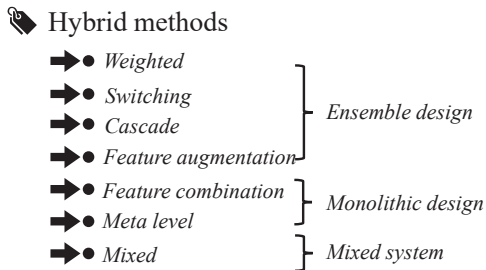 Hybrid methods
Weighted
Switching
Cascade
Feature augmentation
Ensemble design
Feature combination
Meta level
Monolithic design
Mixed
Mixed system